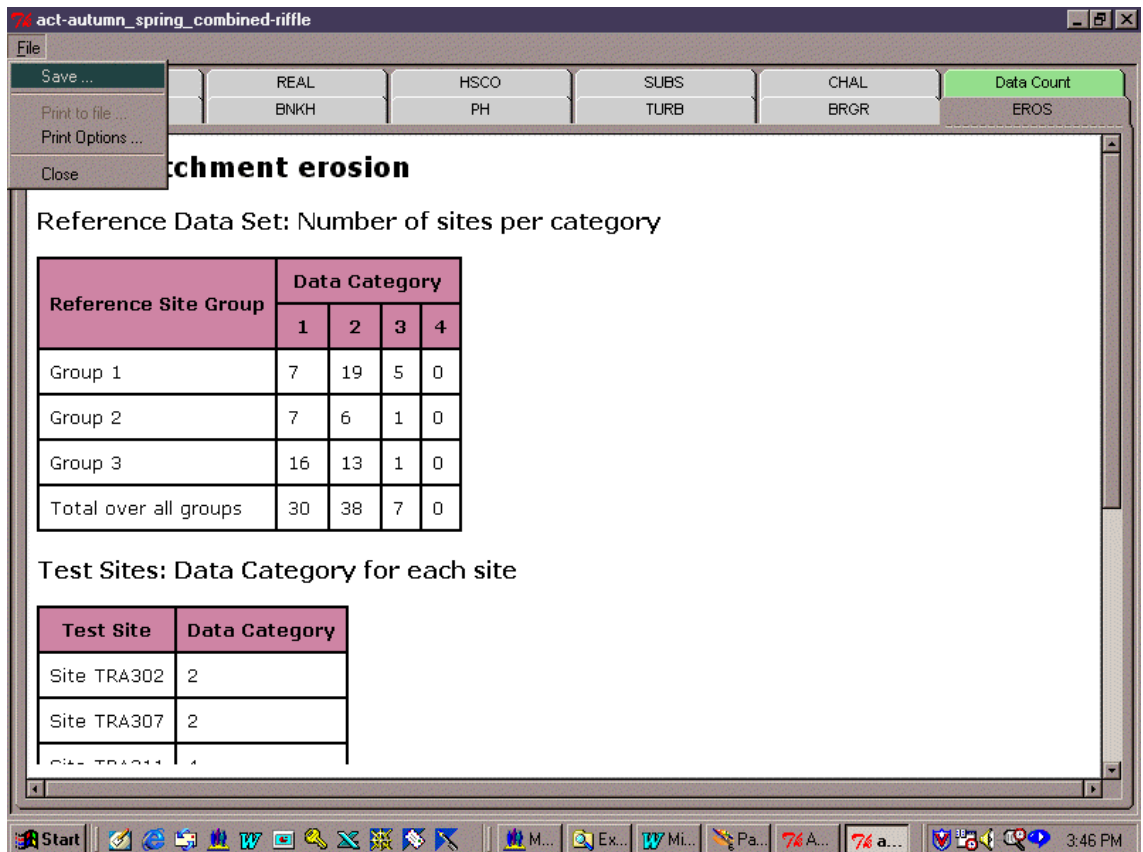 act-autumn_spring_combined-riffle
File
Save ...
Print to file ...
Print Options ...
Close
REAL HSCO SUBS CHAL Data Count
BNKH PH TURB BRGR EROS
tchment erosion
Reference Data Set: Number of sites per category
Reference Site Group Data Category
1 2 3 4
Group 1 7 19 5 0
Group 2 7 6 1 0
Group 3 16 13 1 0
Total over all groups 30 38 7 0
Test Sites: Data Category for each site
Test Site Data Category
Site TRA302 2
Site TRA307 2
Start M... Ex... Mi... Pa... A... a... 3:46 PM